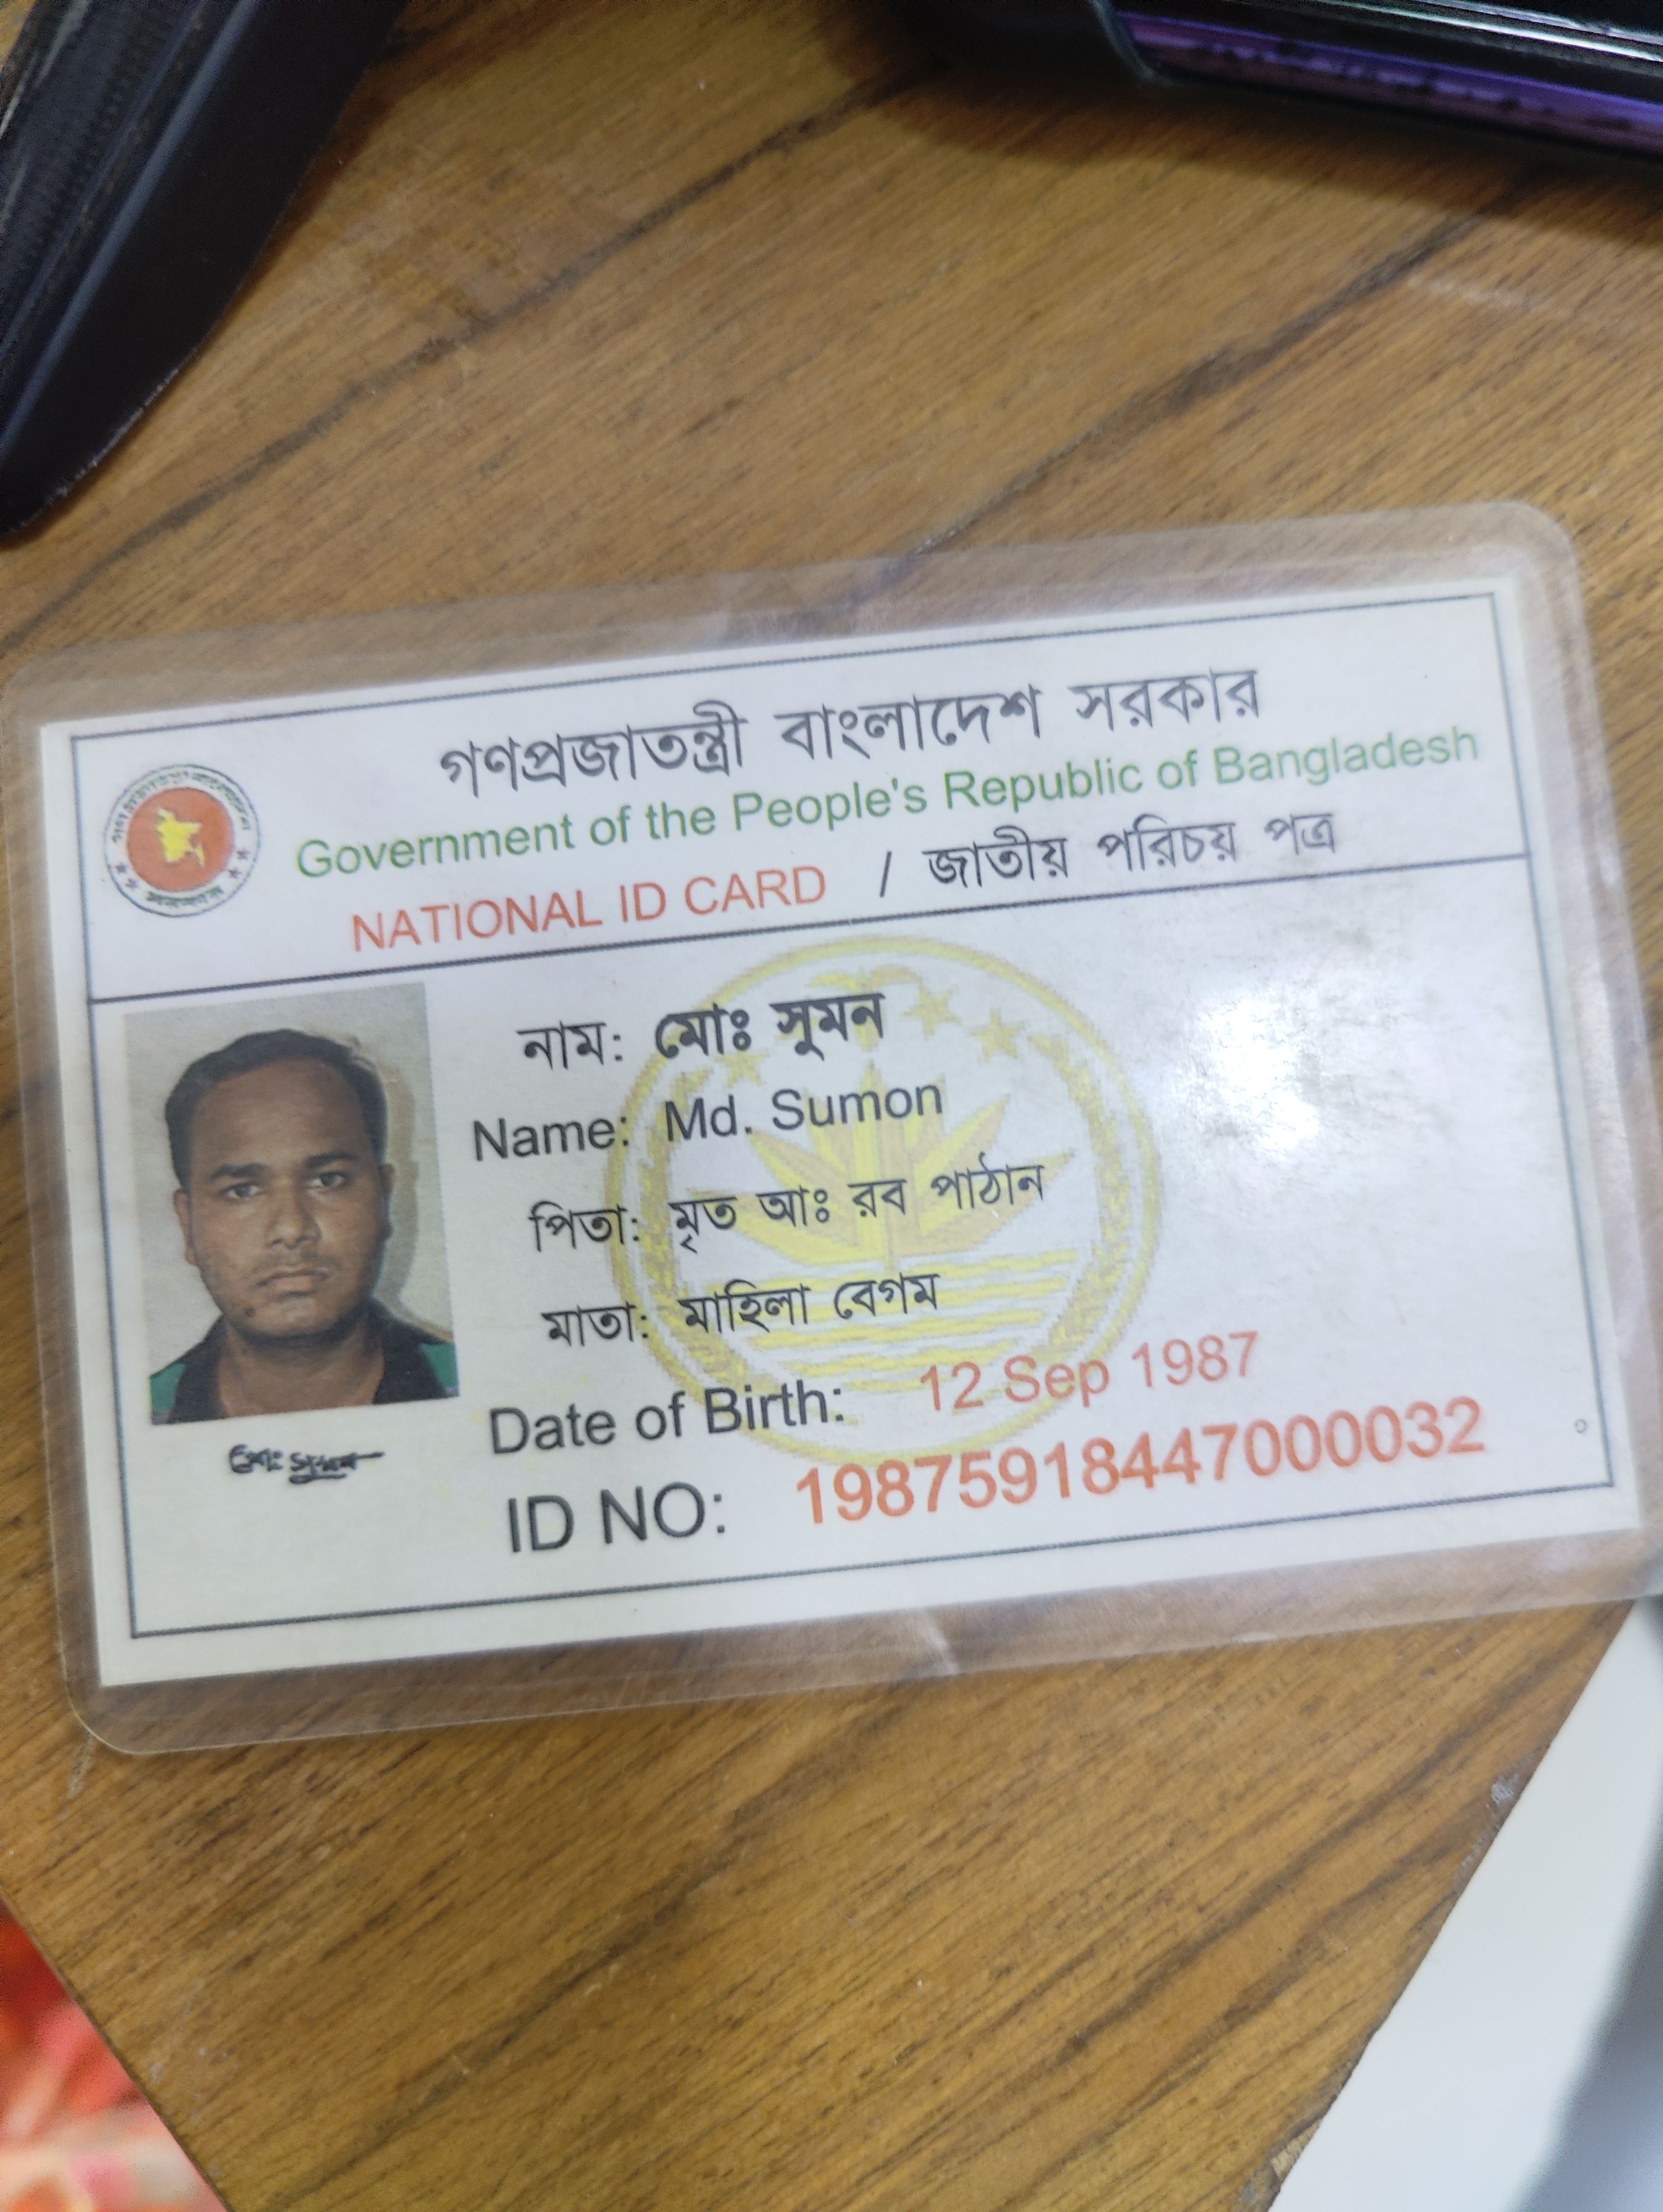 গণপ্রজাতন্ত্রী বাংলাদেশ সরকার
Government of the People's Republic of Bangladesh
NATIONAL ID CARD / জাতীয় পরিচয় পত্র
নাম: মোঃ সুমন
Name: Md. Sumon
পিতা: মৃত আঃ রব পাঠান
মাতা: মাহিলা বেগম
Date of Birth: 12 Sep 1987
ID NO: 19875918447000032
মোঃ সুমন